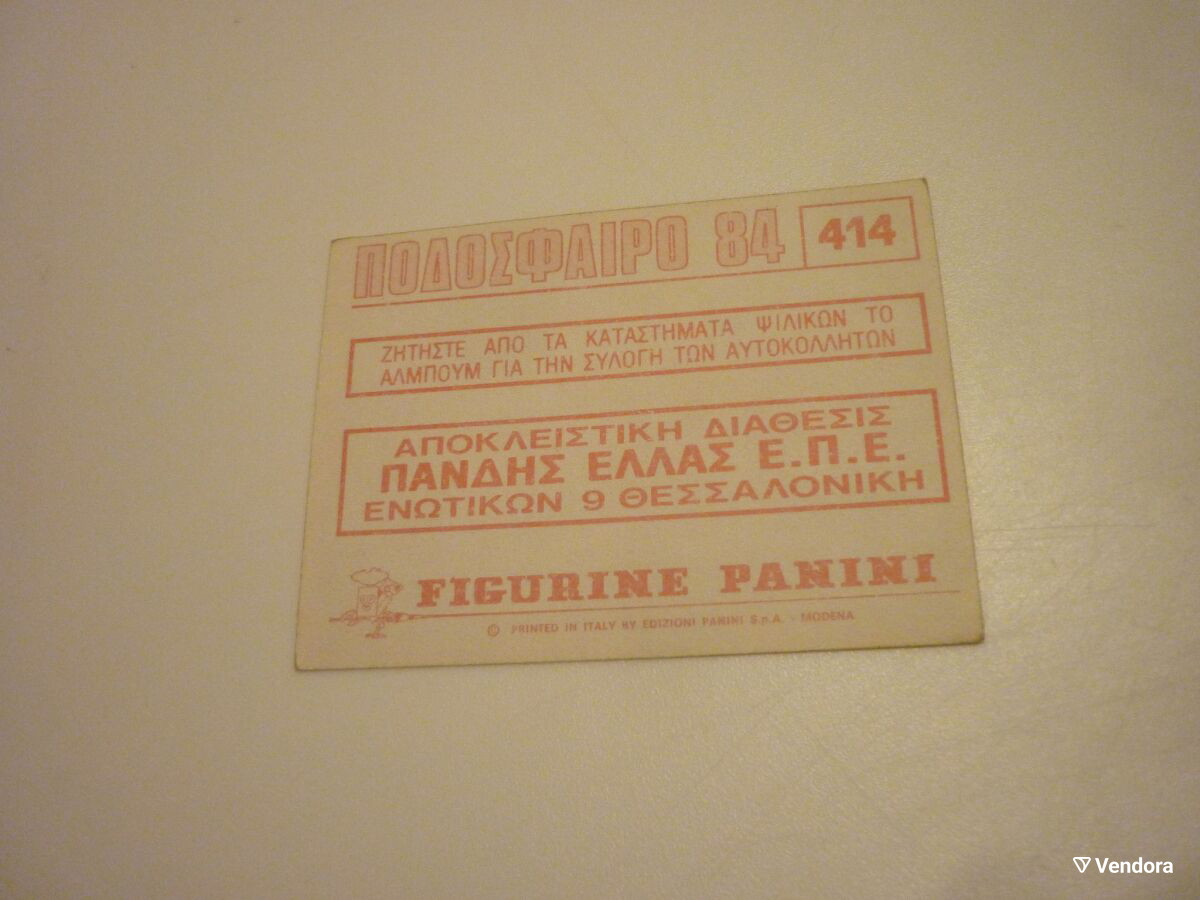 ΠΟΔΟΣΦΑΙΡΟ 84 414
ΖΗΤΗΣΤΕ ΑΠΟ ΤΑ ΚΑΤΑΣΤΗΜΑΤΑ ΨΙΛΙΚΩΝ ΤΟ
ΑΛΜΠΟΥΜ ΓΙΑ ΤΗΝ ΣΥΛΟΓΗ ΤΩΝ ΑΥΤΟΚΟΛΛΗΤΩΝ
ΑΠΟΚΛΕΙΣΤΙΚΗ ΔΙΑΘΕΣΙΣ
ΠΑΝΔΗΣ ΕΛΛΑΣ Ε.Π.Ε.
ΕΝΩΤΙΚΩΝ 9 ΘΕΣΣΑΛΟΝΙΚΗ
FIGURINE PANINI
© PRINTED IN ITALY BY EDIZIONI PANINI S.p.A. - MODENA
Vendora